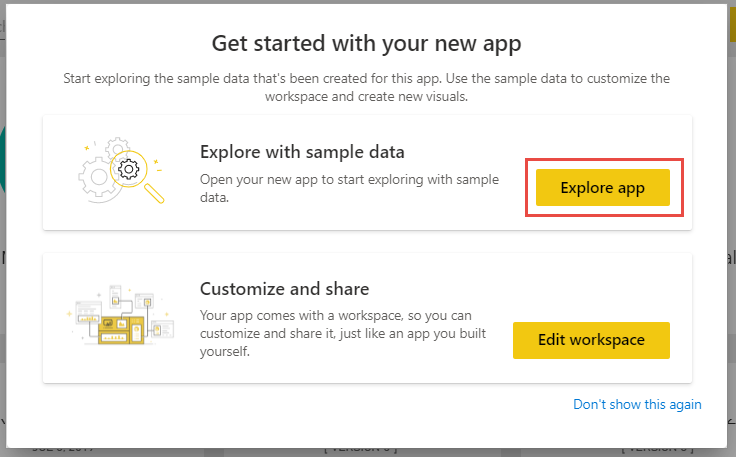 Get started with your new app
Start exploring the sample data that's been created for this app. Use the sample data to customize the
workspace and create new visuals.
Explore with sample data
Open your new app to start exploring with sample
data.
Explore app
Customize and share
Your app comes with a workspace, so you can
customize and share it, just like an app you built
yourself.
Edit workspace
Don't show this again